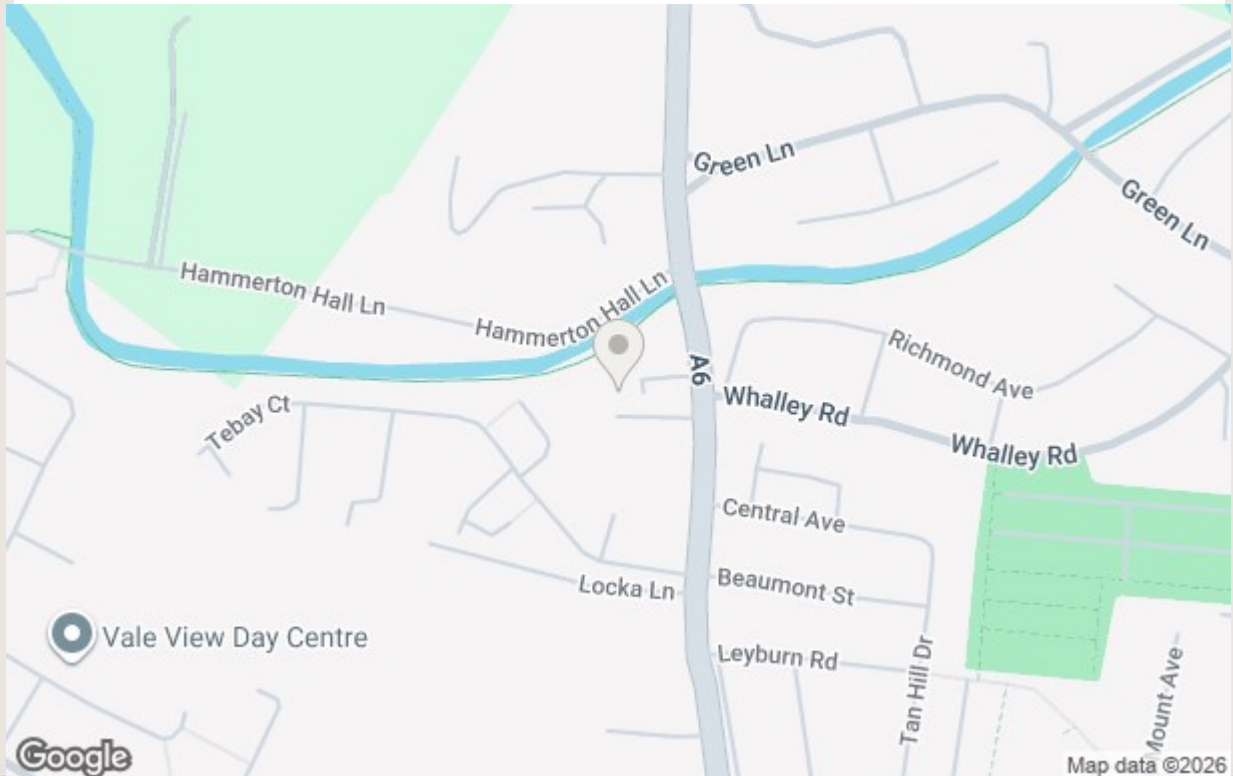 Green Ln
Green Ln
Hammerton Hall Ln
Hammerton Hall Ln
Richmond Ave
A6
Whalley Rd
Whalley Rd
Tebay Ct
Central Ave
Locka Ln
Beaumont St
Vale View Day Centre
Leyburn Rd
Tan Hill Dr
Mount Ave
Google
Map data ©2026